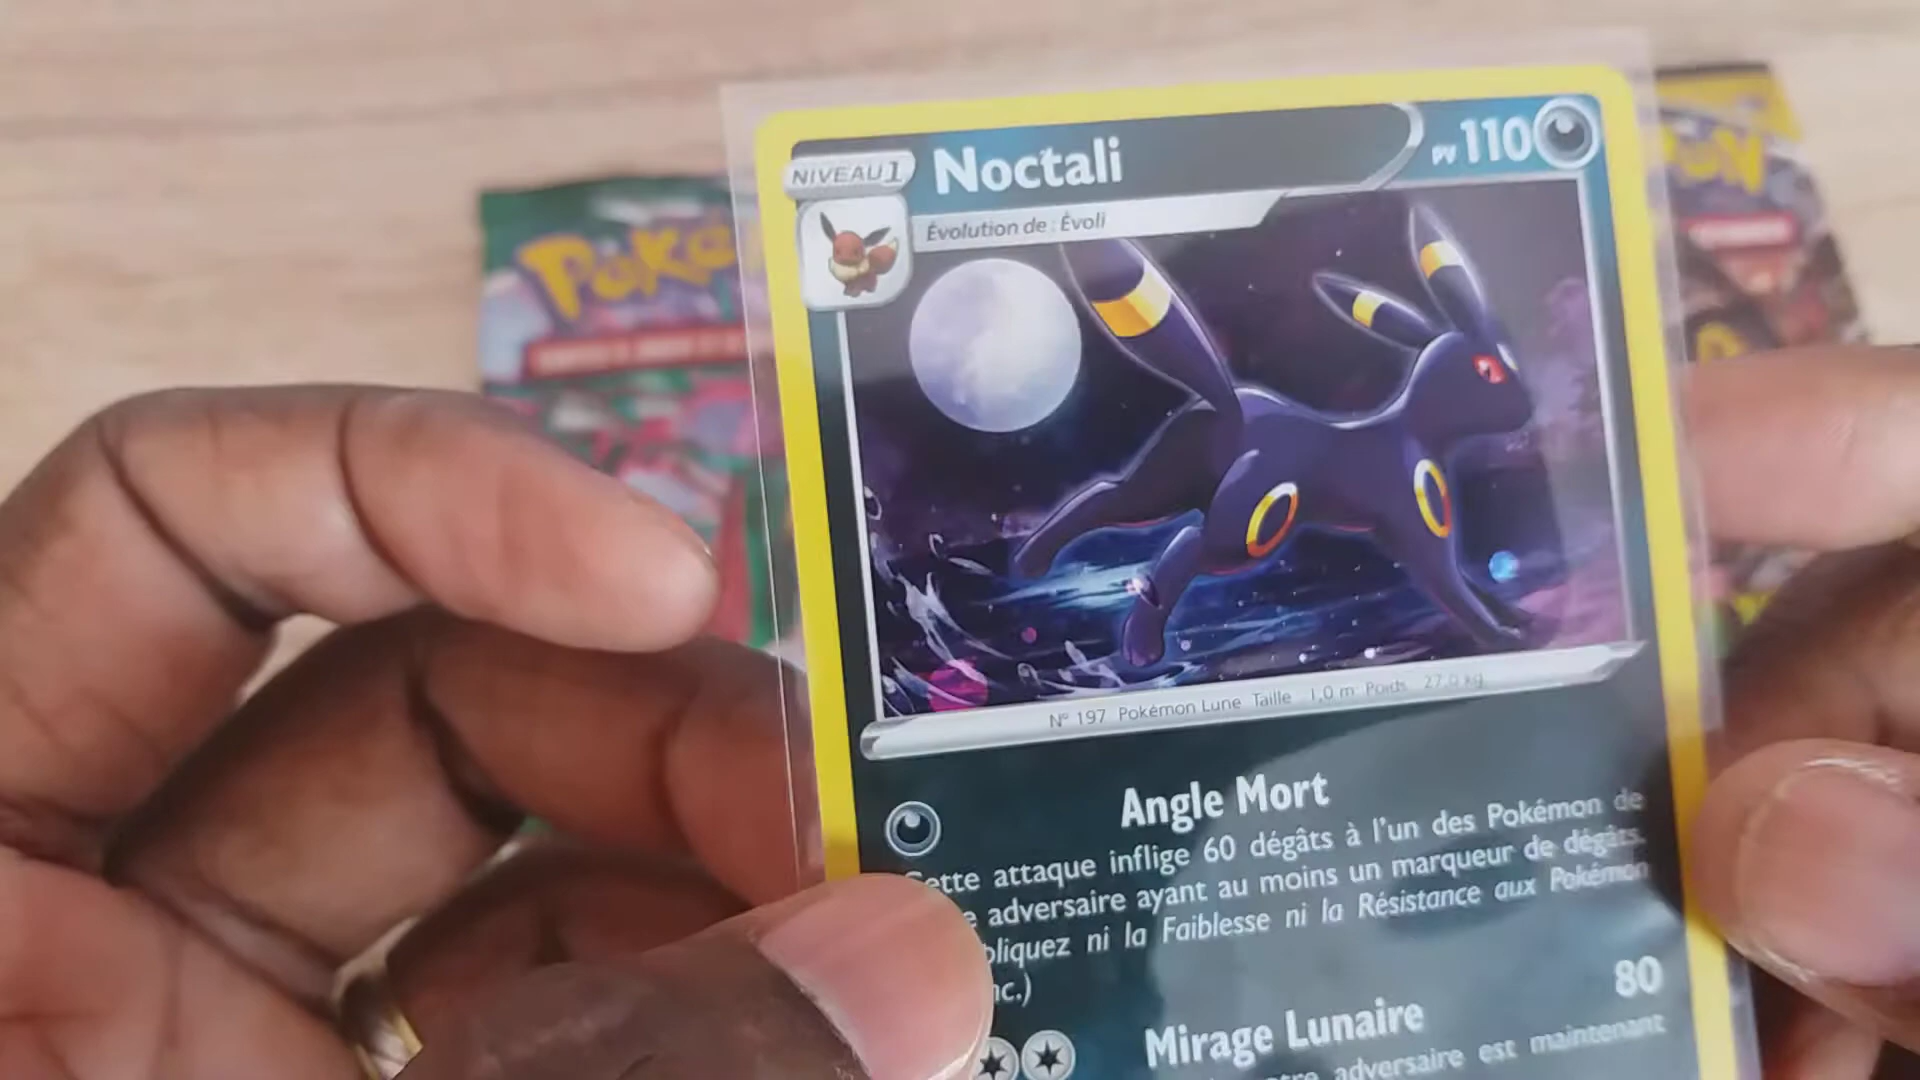 POKé
NIVEAU 1
Noctali
PV 110
Évolution de : Évoli
N° 197 Pokémon Lune Taille 1,0 m Poids 27,0 kg
Angle Mort
Cette attaque inflige 60 dégâts à l'un des Pokémon de
adversaire ayant au moins un marqueur de dégâts.
ni la Faiblesse ni la Résistance aux Pokémon
Mirage Lunaire 80
adversaire est maintenant